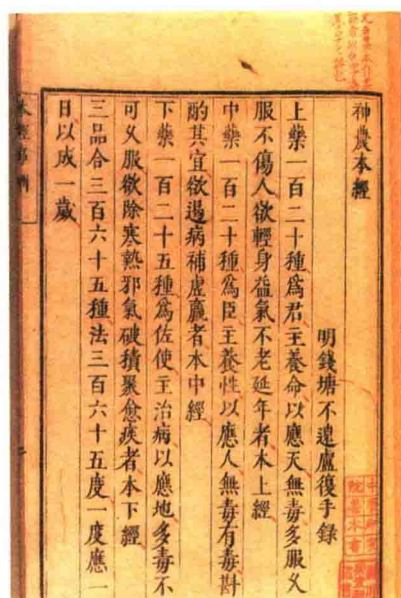 神農本經
明錢塘不遠盧復手錄
上藥一百二十種爲君主養命以應天無毒多服久
服不傷人欲輕身益氣不老延年者本上經
中藥一百二十種爲臣主養性以應人無毒有毒斟
酌其宜欲遏病補虛羸者本中經
下藥一百二十五種爲佐使主治病以應地多毒不
可久服欲除寒熱邪氣破積聚愈疾者本下經
三品合三百六十五種法三百六十五度一度應一
日以成一歲